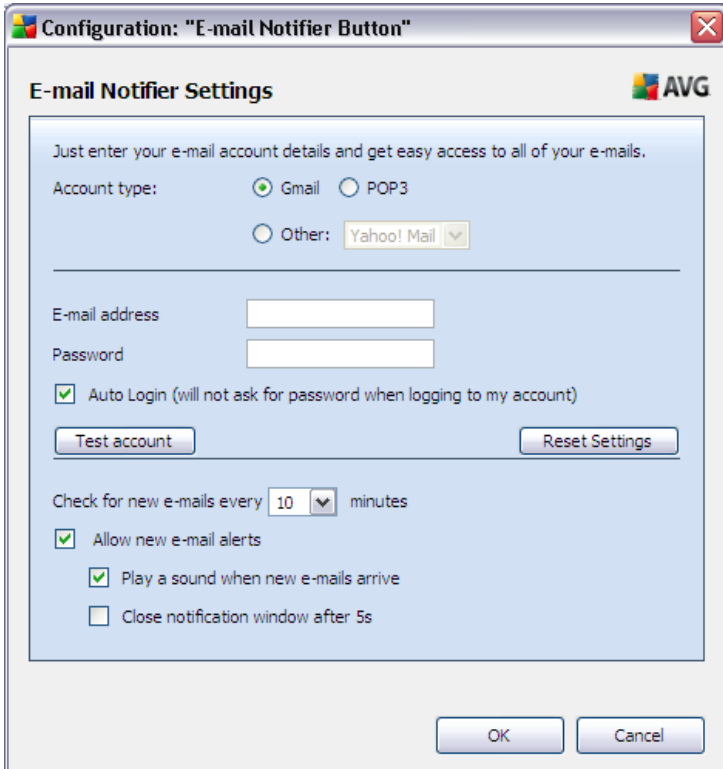 Configuration: "E-mail Notifier Button"
E-mail Notifier Settings
AVG
Just enter your e-mail account details and get easy access to all of your e-mails.
Account type: Gmail POP3
Other: Yahoo! Mail
E-mail address
Password
Auto Login (will not ask for password when logging to my account)
Test account Reset Settings
Check for new e-mails every 10 minutes
Allow new e-mail alerts
Play a sound when new e-mails arrive
Close notification window after 5s
OK Cancel